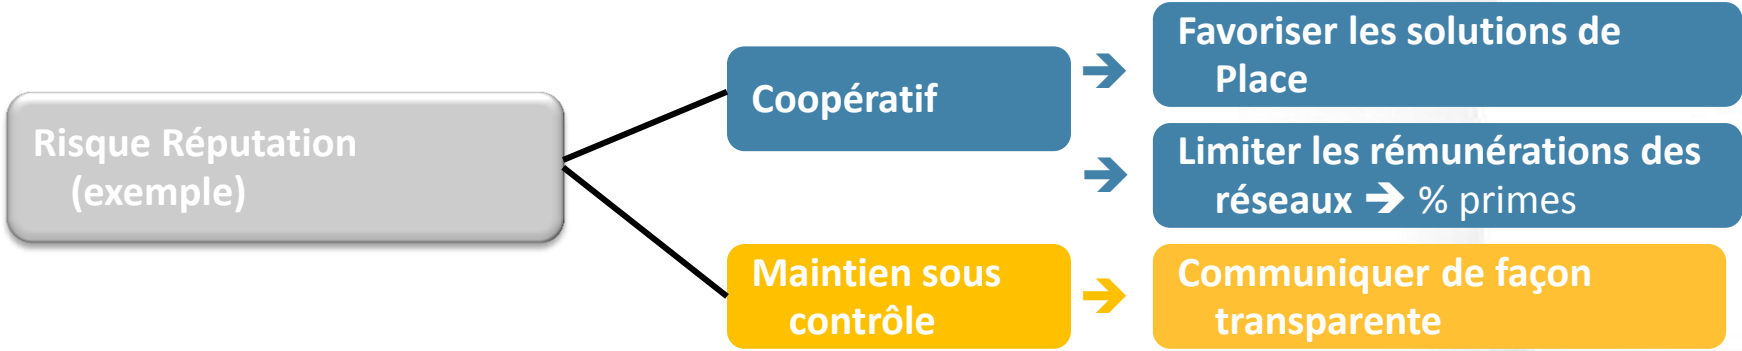 Risque Réputation
(exemple)
Coopératif
➔ Favoriser les solutions de
Place
➔ Limiter les rémunérations des
réseaux ➔ % primes
Maintien sous
contrôle
➔ Communiquer de façon
transparente